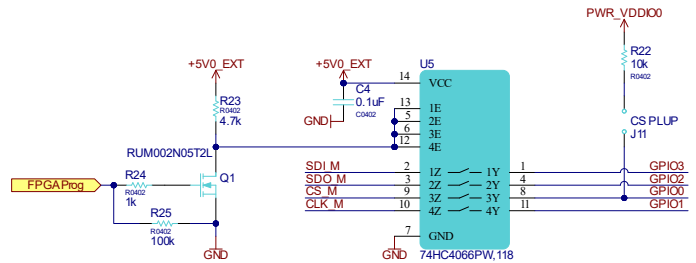 PWR_VDDIO0
R22
10k
R0402
CS PLUP
J11
+5V0_EXT
+5V0_EXT
U5
R23
R0402
4.7k
C4
0.1uF
C0402
GND
14
VCC
13
1E
5
2E
6
3E
12
4E
RUM002N05T2L
FPGAProg
R24
R0402
1k
Q1
R25
R0402
100k
GND
SDI_M 2 1Z 1Y 1 GPIO3
SDO_M 3 2Z 2Y 4 GPIO2
CS_M 9 3Z 3Y 8 GPIO0
CLK_M 10 4Z 4Y 11 GPIO1
7
GND
GND
74HC4066PW,118